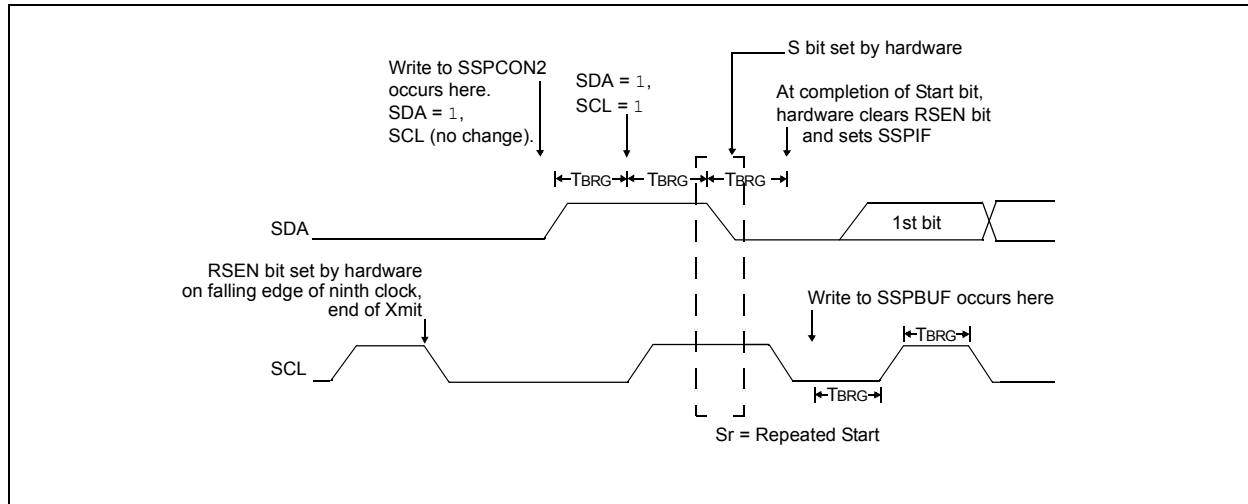 S bit set by hardware
Write to SSPCON2
occurs here.
SDA = 1,
SCL (no change).
SDA = 1,
SCL = 1
At completion of Start bit,
hardware clears RSEN bit
and sets SSPIF
TBRG TBRG TBRG
SDA
1st bit
RSEN bit set by hardware
on falling edge of ninth clock,
end of Xmit
Write to SSPBUF occurs here
TBRG
SCL
TBRG
Sr = Repeated Start